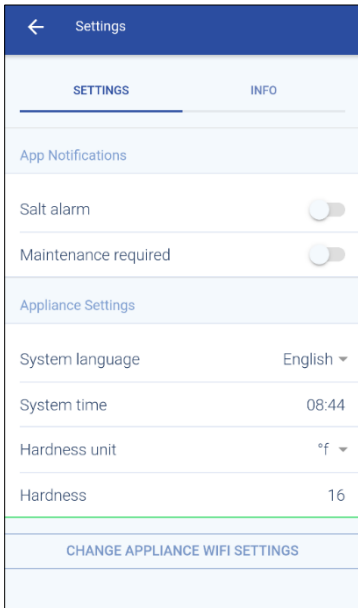 Settings
SETTINGS INFO
App Notifications
Salt alarm
Maintenance required
Appliance Settings
System language English
System time 08:44
Hardness unit °f
Hardness 16
CHANGE APPLIANCE WIFI SETTINGS